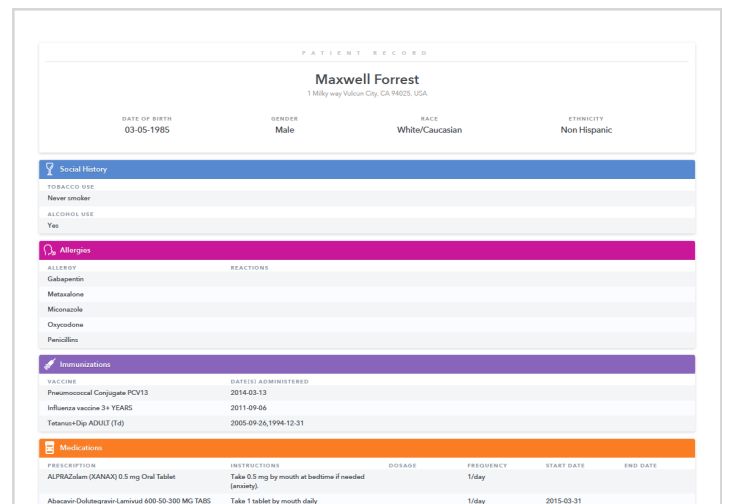 PATIENT RECORD
Maxwell Forrest
1 Milky way Vulcun City, CA 94025, USA
DATE OF BIRTH GENDER RACE ETHNICITY
03-05-1985 Male White/Caucasian Non Hispanic
Social History
TOBACCO USE
Never smoker
ALCOHOL USE
Yes
Allergies
ALLERGY REACTIONS
Gabapentin
Metaxalone
Miconazole
Oxycodone
Penicillins
Immunizations
VACCINE DATE(S) ADMINISTERED
Pneumococcal Conjugate PCV13 2014-03-13
Influenza vaccine 3+ YEARS 2011-09-06
Tetanus+Dip ADULT (Td) 2005-09-26,1994-12-31
Medications
PRESCRIPTION INSTRUCTIONS DOSAGE FREQUENCY START DATE END DATE
ALPRAZolam (XANAX) 0.5 mg Oral Tablet Take 0.5 mg by mouth at bedtime if needed 1/day
(anxiety).
Abacavir-Dolutegravir-Lamivud 600-50-300 MG TABS Take 1 tablet by mouth daily 1/day 2015-03-31